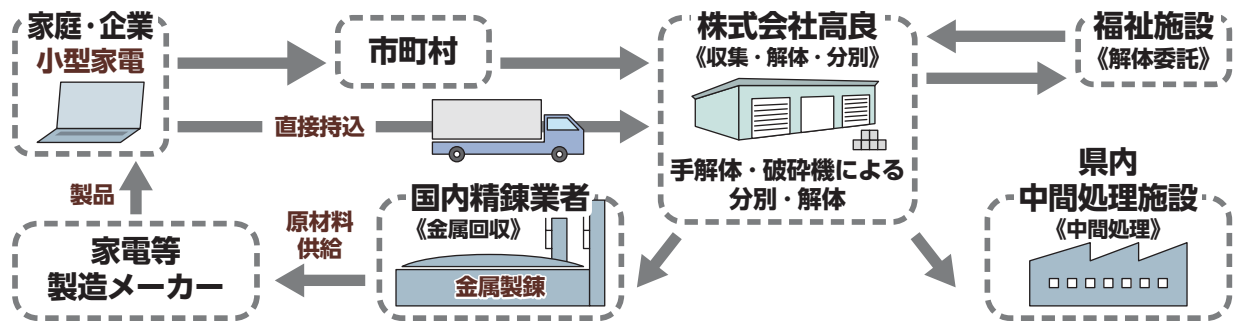 家庭・企業
小型家電
市町村
直接持込
株式会社高良
《収集・解体・分別》
手解体・破砕機による
分別・解体
福祉施設
《解体委託》
県内
中間処理施設
《中間処理》
国内精錬業者
《金属回収》
金属製錬
原材料
供給
家電等
製造メーカー
製品